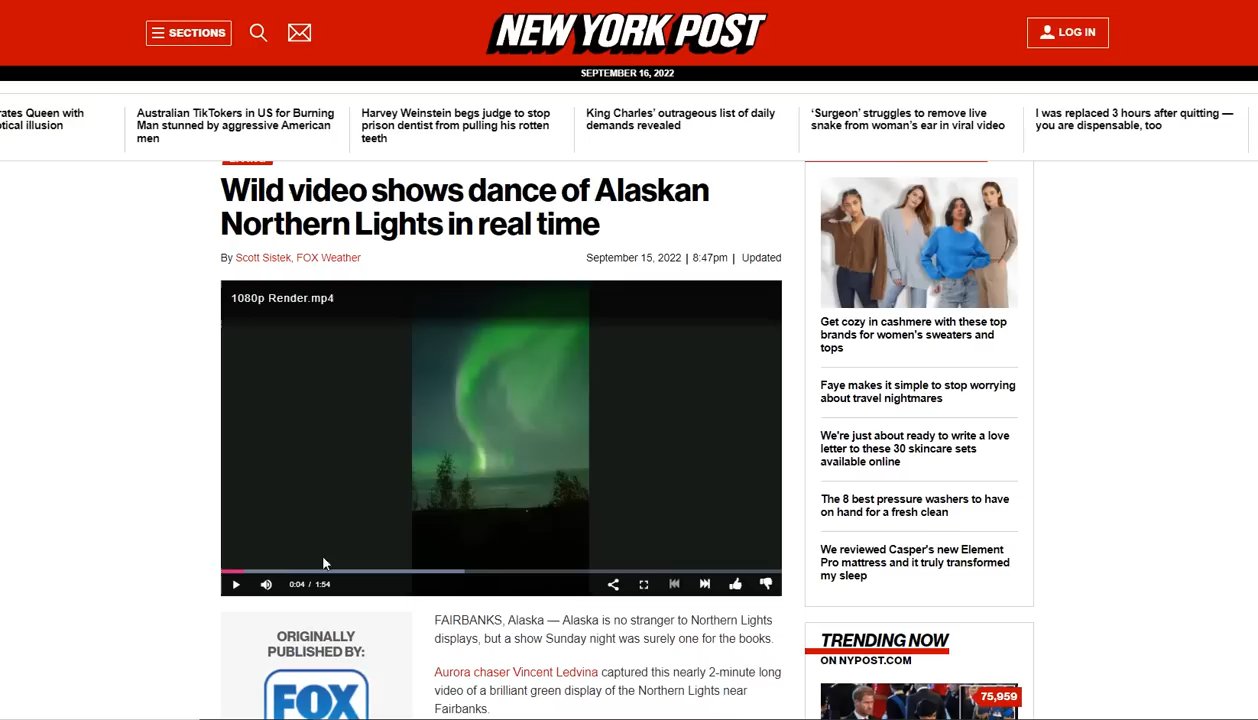 SECTIONS
NEW YORK POST
LOG IN
SEPTEMBER 16, 2022
rates Queen with
tical illusion
Australian TikTokers in US for Burning
Man stunned by aggressive American
men
Harvey Weinstein begs judge to stop
prison dentist from pulling his rotten
teeth
King Charles' outrageous list of daily
demands revealed
'Surgeon' struggles to remove live
snake from woman's ear in viral video
I was replaced 3 hours after quitting —
you are dispensable, too
Wild video shows dance of Alaskan
Northern Lights in real time
By Scott Sistek, FOX Weather
September 15, 2022 | 8:47pm | Updated
1080p Render.mp4
0:04 / 1:54
ORIGINALLY
PUBLISHED BY:
FOX
FAIRBANKS, Alaska — Alaska is no stranger to Northern Lights
displays, but a show Sunday night was surely one for the books.
Aurora chaser Vincent Ledvina captured this nearly 2-minute long
video of a brilliant green display of the Northern Lights near
Fairbanks.
Get cozy in cashmere with these top
brands for women's sweaters and
tops
Faye makes it simple to stop worrying
about travel nightmares
We're just about ready to write a love
letter to these 30 skincare sets
available online
The 8 best pressure washers to have
on hand for a fresh clean
We reviewed Casper's new Element
Pro mattress and it truly transformed
my sleep
TRENDING NOW
ON NYPOST.COM
75,959